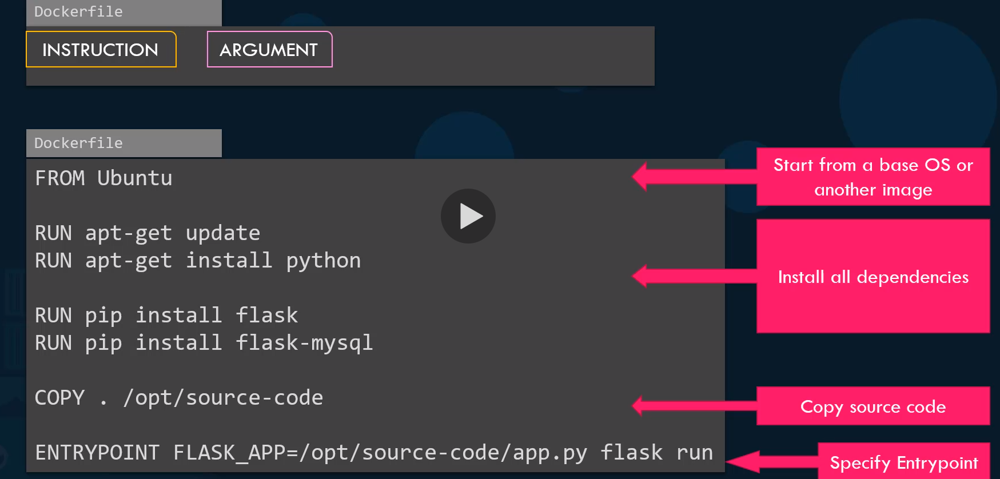 Dockerfile
INSTRUCTION ARGUMENT
Dockerfile
FROM Ubuntu
Start from a base OS or
another image
RUN apt-get update
RUN apt-get install python
Install all dependencies
RUN pip install flask
RUN pip install flask-mysql
COPY . /opt/source-code
Copy source code
ENTRYPOINT FLASK_APP=/opt/source-code/app.py flask run
Specify Entrypoint